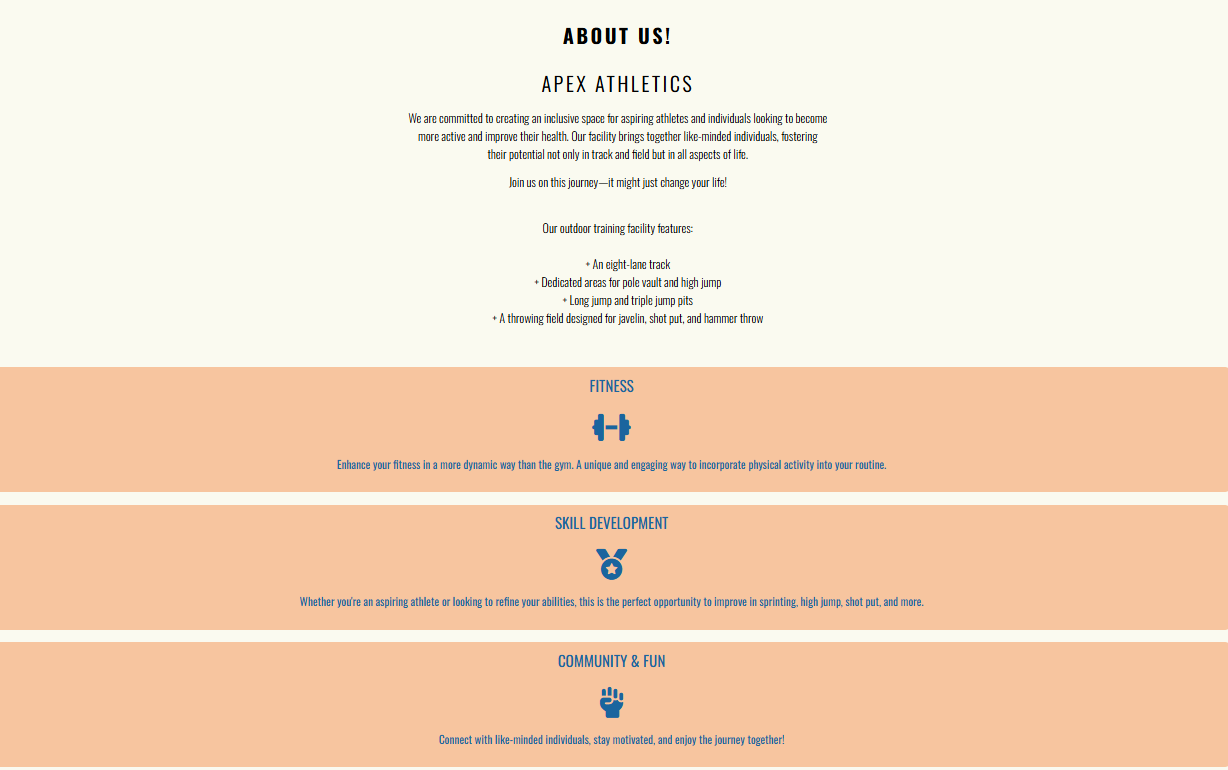 ABOUT US!
APEX ATHLETICS
We are committed to creating an inclusive space for aspiring athletes and individuals looking to become
more active and improve their health. Our facility brings together like-minded individuals, fostering
their potential not only in track and field but in all aspects of life.
Join us on this journey—it might just change your life!
Our outdoor training facility features:
+ An eight-lane track
+ Dedicated areas for pole vault and high jump
+ Long jump and triple jump pits
+ A throwing field designed for javelin, shot put, and hammer throw
FITNESS
Enhance your fitness in a more dynamic way than the gym. A unique and engaging way to incorporate physical activity into your routine.
SKILL DEVELOPMENT
Whether you're an aspiring athlete or looking to refine your abilities, this is the perfect opportunity to improve in sprinting, high jump, shot put, and more.
COMMUNITY & FUN
Connect with like-minded individuals, stay motivated, and enjoy the journey together!